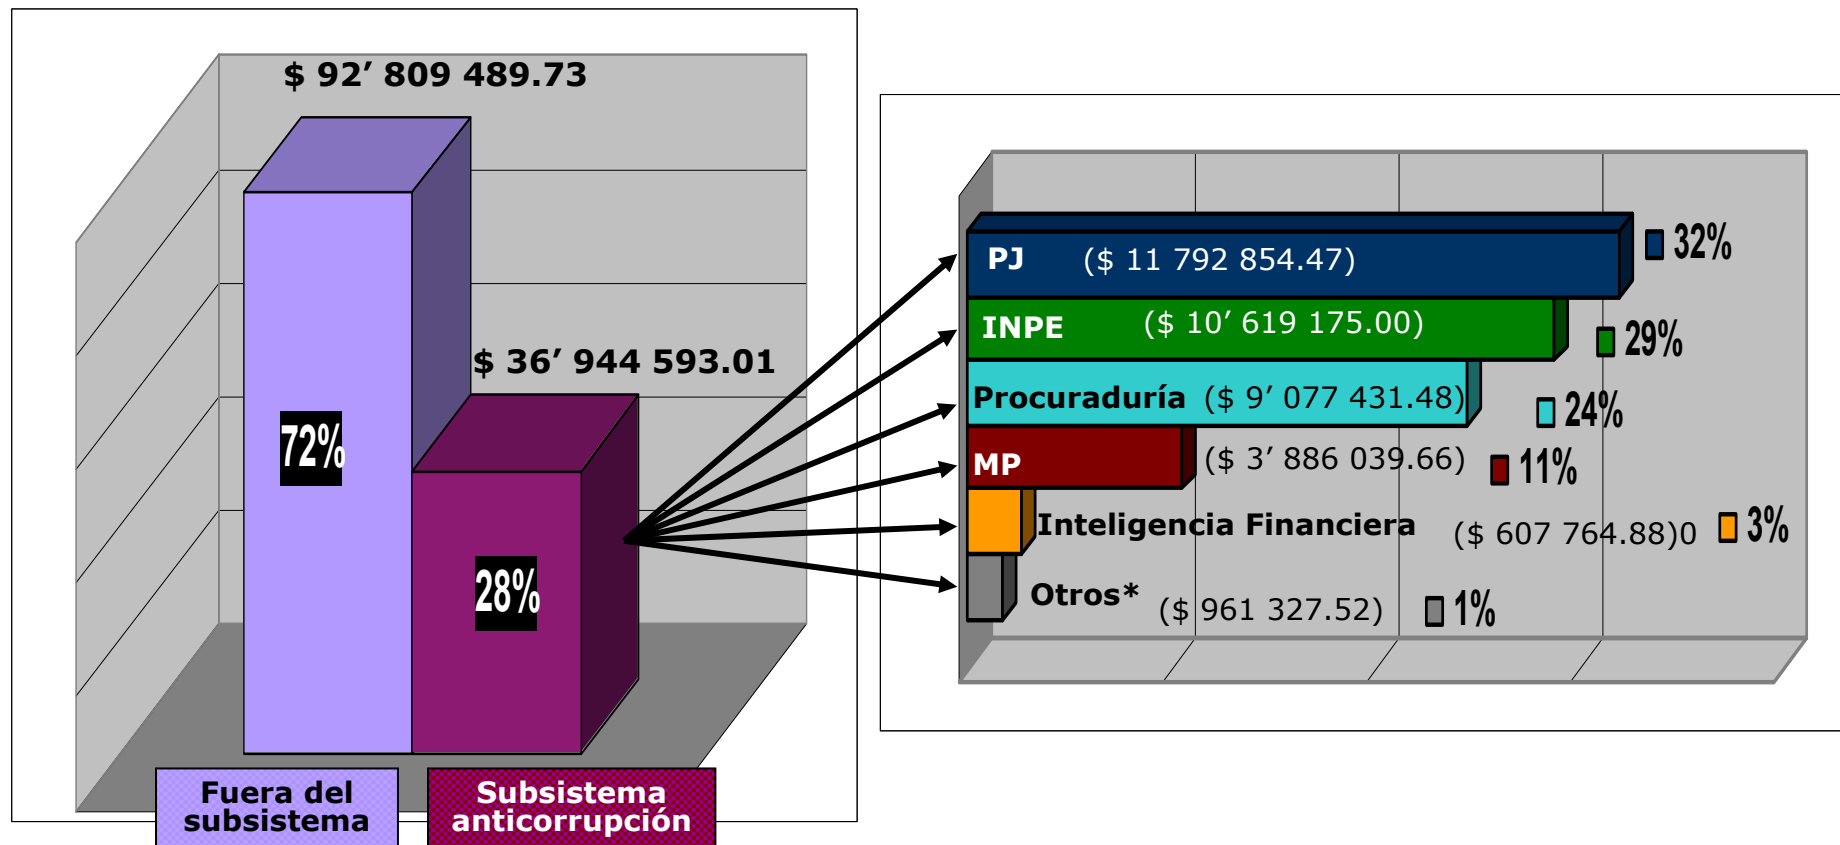 $ 92’ 809 489.73
$ 36’ 944 593.01
72%
28%
Fuera del
subsistema
Subsistema
anticorrupción
PJ ($ 11 792 854.47) 32%
INPE ($ 10’ 619 175.00) 29%
Procuraduría ($ 9’ 077 431.48) 24%
MP ($ 3’ 886 039.66) 11%
Inteligencia Financiera ($ 607 764.88)0 3%
Otros* ($ 961 327.52) 1%